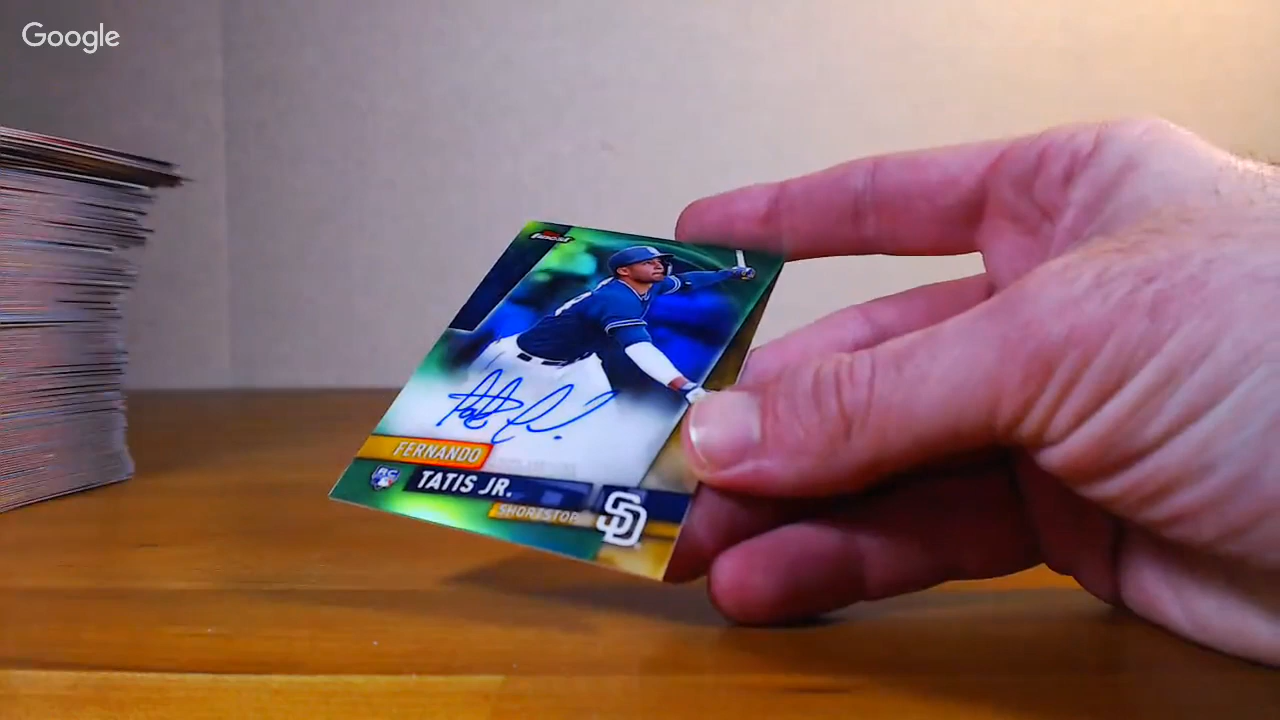 Google
FINEST
FERNANDO
RC
TATIS JR.
SHORTSTOP
SD